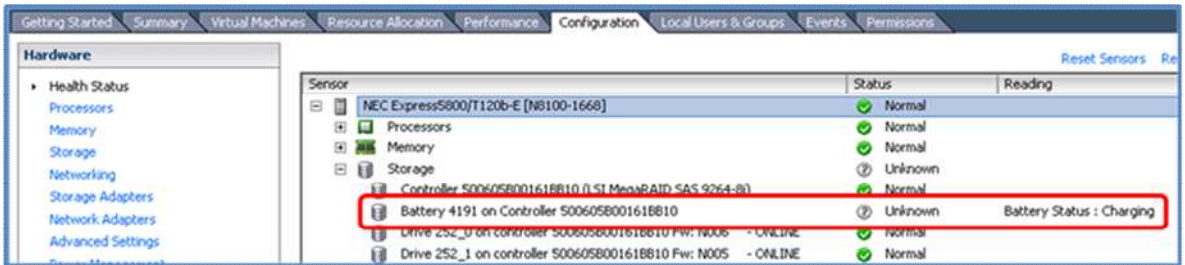 Getting Started Summary Virtual Machines Resource Allocation Performance Configuration Local Users & Groups Events Permissions
Hardware
Reset Sensors Re
Health Status
Processors
Memory
Storage
Networking
Storage Adapters
Network Adapters
Advanced Settings
Power Management
Sensor Status Reading
NEC Express5800/T120b-E [N8100-1668] Normal
Processors Normal
Memory Normal
Storage Unknown
Controller 500605B00161BB10 (LSI MegaRAID SAS 9264-8i) Normal
Battery 4191 on Controller 500605B00161BB10 Unknown Battery Status : Charging
Drive 252_0 on controller 500605B00161BB10 Fw: N006 - ONLINE Normal
Drive 252_1 on controller 500605B00161BB10 Fw: N005 - ONLINE Normal